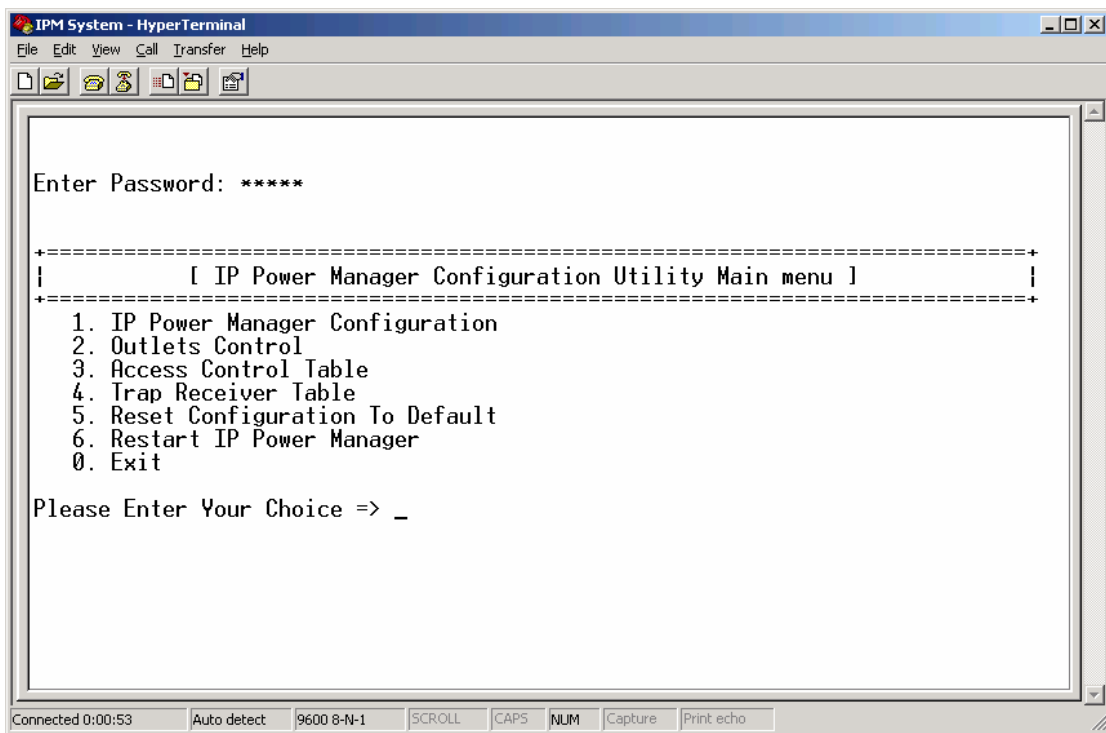 IPM System - HyperTerminal
File Edit View Call Transfer Help
Enter Password: *****
+============================================================================+
¦ [ IP Power Manager Configuration Utility Main menu ] ¦
+============================================================================+
1. IP Power Manager Configuration
2. Outlets Control
3. Access Control Table
4. Trap Receiver Table
5. Reset Configuration To Default
6. Restart IP Power Manager
0. Exit
Please Enter Your Choice => _
Connected 0:00:53 Auto detect 9600 8-N-1 SCROLL CAPS NUM Capture Print echo